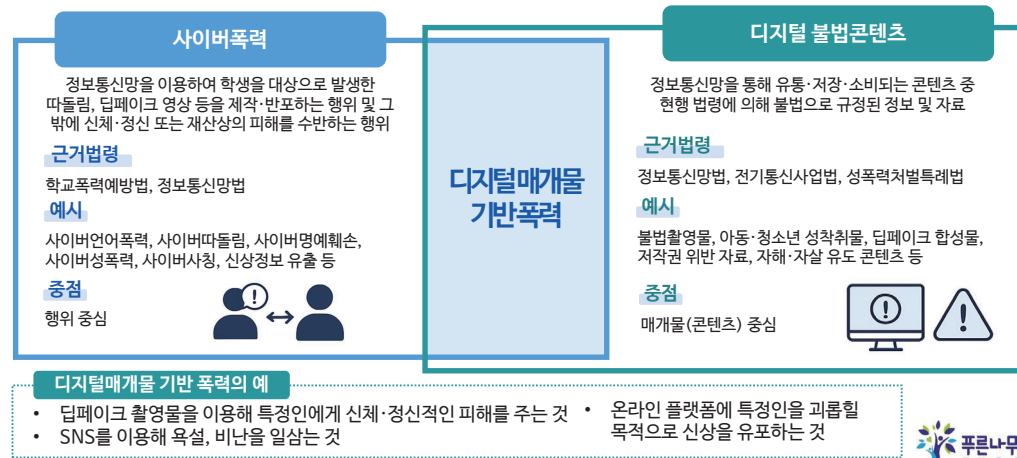 사이버폭력
정보통신망을 이용하여 학생을 대상으로 발생한
따돌림, 딥페이크 영상 등을 제작·반포하는 행위 및 그
밖에 신체·정신 또는 재산상의 피해를 수반하는 행위
근거법령
학교폭력예방법, 정보통신망법
예시
사이버언어폭력, 사이버따돌림, 사이버명예훼손,
사이버성폭력, 사이버사칭, 신상정보 유출 등
중점
행위 중심
디지털매개물
기반폭력
디지털 불법콘텐츠
정보통신망을 통해 유통·저장·소비되는 콘텐츠 중
현행 법령에 의해 불법으로 규정된 정보 및 자료
근거법령
정보통신망법, 전기통신사업법, 성폭력처벌특례법
예시
불법촬영물, 아동·청소년 성착취물, 딥페이크 합성물,
저작권 위반 자료, 자해·자살 유도 콘텐츠 등
중점
매개물(콘텐츠) 중심
디지털매개물 기반 폭력의 예
• 딥페이크 촬영물을 이용해 특정인에게 신체·정신적인 피해를 주는 것
• SNS를 이용해 욕설, 비난을 일삼는 것
• 온라인 플랫폼에 특정인을 괴롭힐
목적으로 신상을 유포하는 것
푸른나무